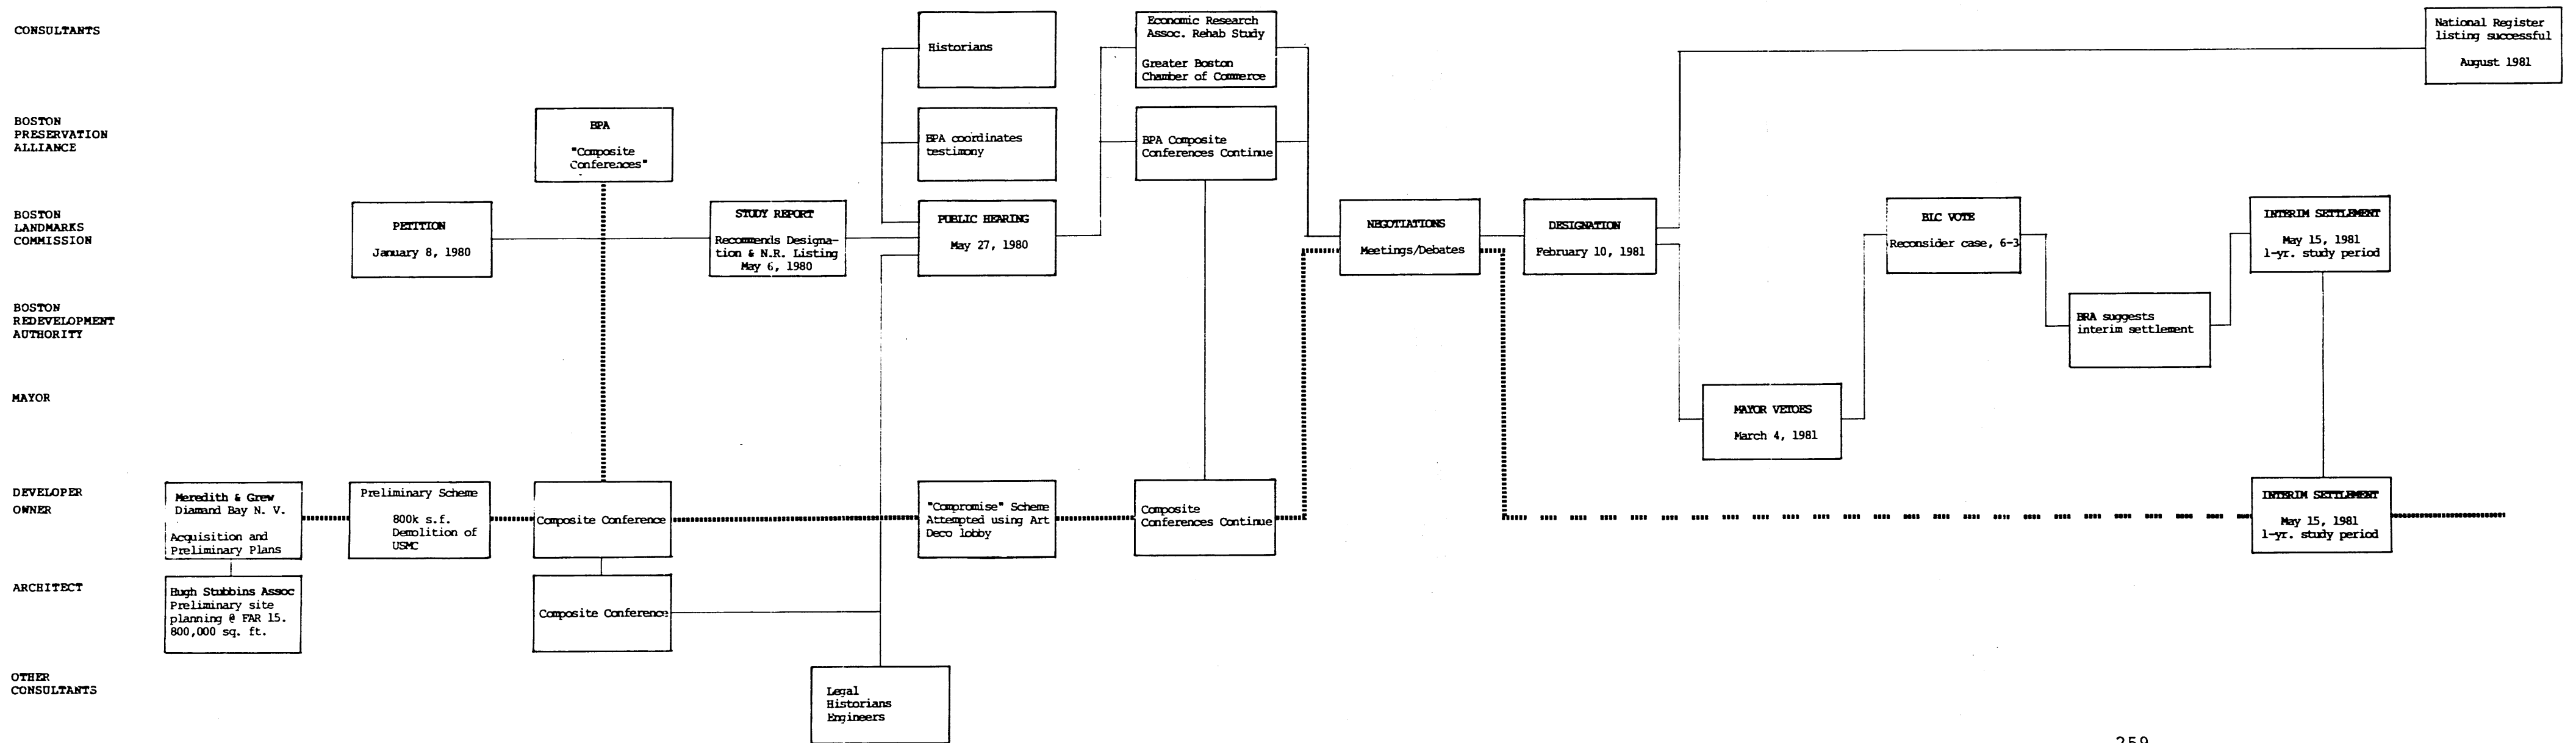 CONSULTANTS
Historians
Economic Research
Assoc. Rehab Study
Greater Boston
Chamber of Commerce
National Register
listing successful
August 1981
BOSTON
PRESERVATION
ALLIANCE
BPA
"Composite
Conferences"
BPA coordinates
testimony
BPA Composite
Conferences Continue
BOSTON
LANDMARKS
COMMISSION
PETITION
January 8, 1980
STUDY REPORT
Recommends Designa-
tion & N.R. Listing
May 6, 1980
PUBLIC HEARING
May 27, 1980
NEGOTIATIONS
Meetings/Debates
DESIGNATION
February 10, 1981
BLC VOTE
Reconsider case, 6-3
INTERIM SETTLEMENT
May 15, 1981
1-yr. study period
BOSTON
REDEVELOPMENT
AUTHORITY
BRA suggests
interim settlement
MAYOR
MAYOR VETOES
March 4, 1981
DEVELOPER
OWNER
Meredith & Grew
Diamand Bay N. V.
Acquisition and
Preliminary Plans
Preliminary Scheme
800k s.f.
Demolition of
USMC
Composite Conference
"Compromise" Scheme
Attempted using Art
Deco lobby
Composite
Conferences Continue
INTERIM SETTLEMENT
May 15, 1981
1-yr. study period
ARCHITECT
Hugh Stubbins Assoc
Preliminary site
planning @ FAR 15.
800,000 sq. ft.
Composite Conference
OTHER
CONSULTANTS
Legal
Historians
Engineers
259